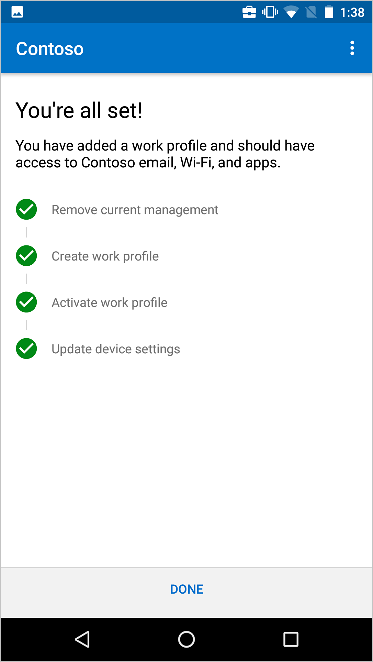 1:38
Contoso
You're all set!
You have added a work profile and should have
access to Contoso email, Wi-Fi, and apps.
Remove current management
Create work profile
Activate work profile
Update device settings
DONE